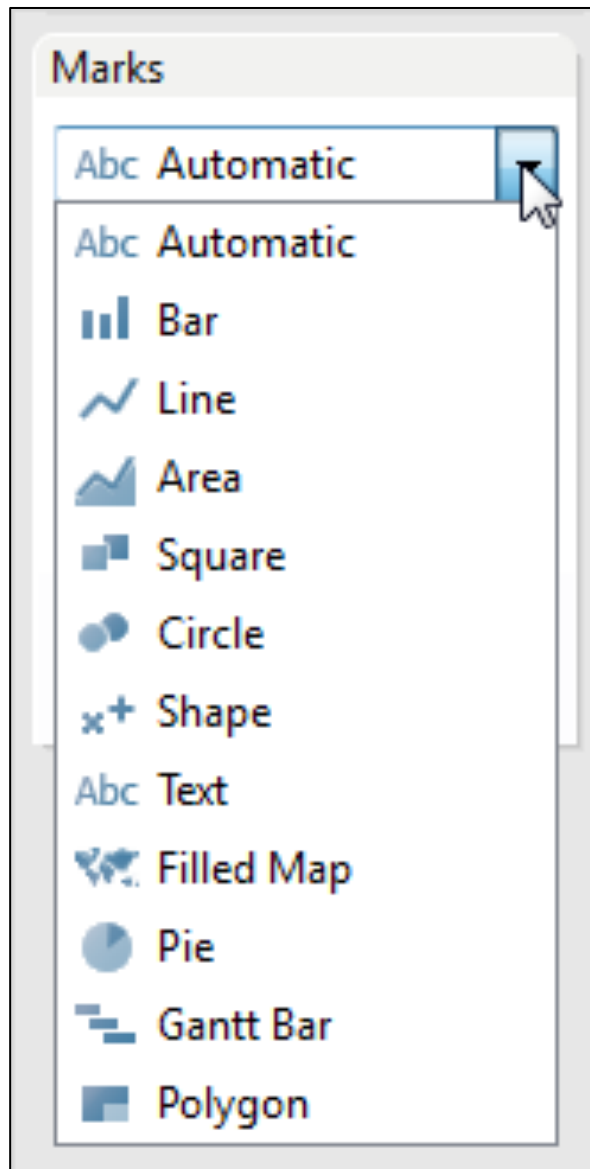 Marks
Abc Automatic
Abc Automatic
Bar
Line
Area
Square
Circle
Shape
Abc Text
Filled Map
Pie
Gantt Bar
Polygon